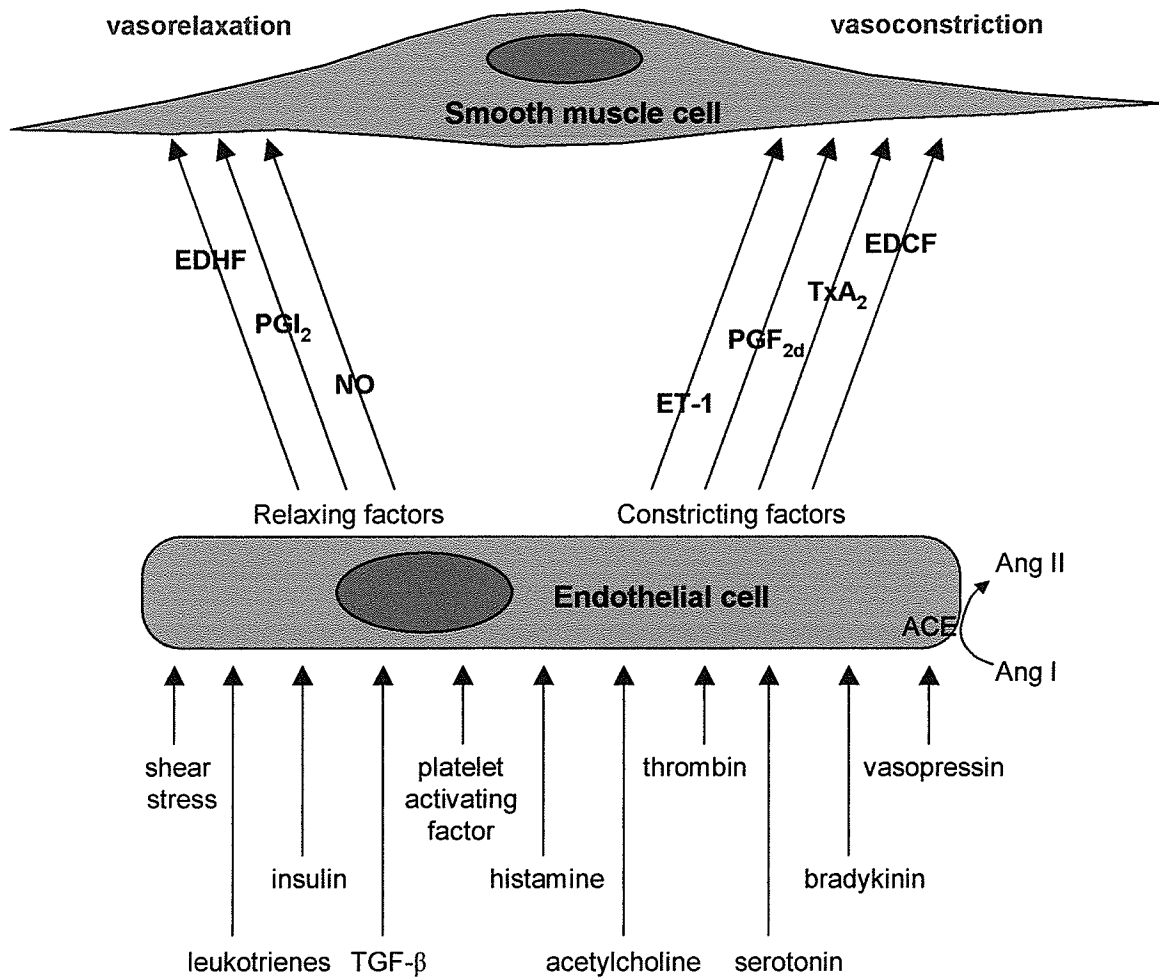 vasorelaxation
vasoconstriction
Smooth muscle cell
EDHF
PGI₂
NO
ET-1
PGF₂d
TxA₂
EDCF
Relaxing factors
Constricting factors
Endothelial cell
ACE
Ang II
Ang I
shear
stress
platelet
activating
factor
thrombin
vasopressin
insulin
histamine
bradykinin
leukotrienes
TGF-β
acetylcholine
serotonin